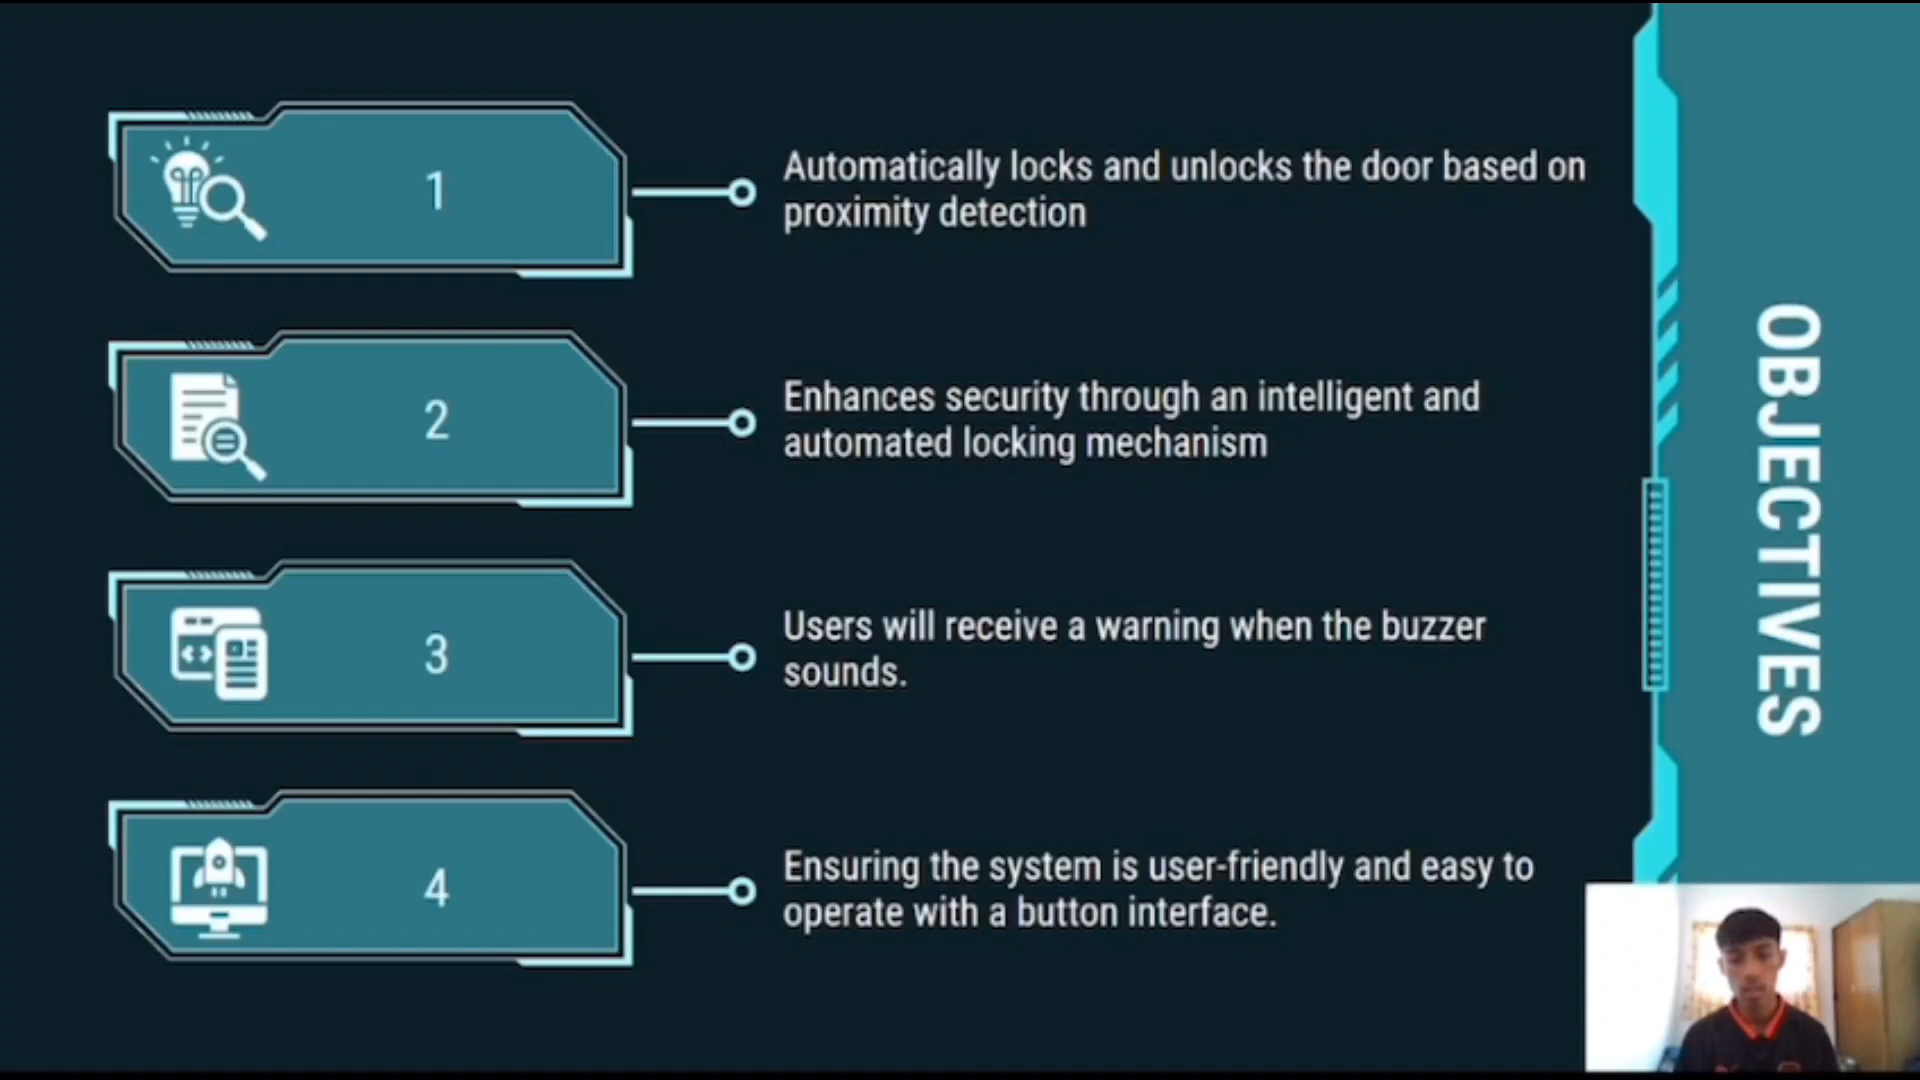 1
Automatically locks and unlocks the door based on
proximity detection
2
Enhances security through an intelligent and
automated locking mechanism
3
Users will receive a warning when the buzzer
sounds.
4
Ensuring the system is user-friendly and easy to
operate with a button interface.
OBJECTIVES